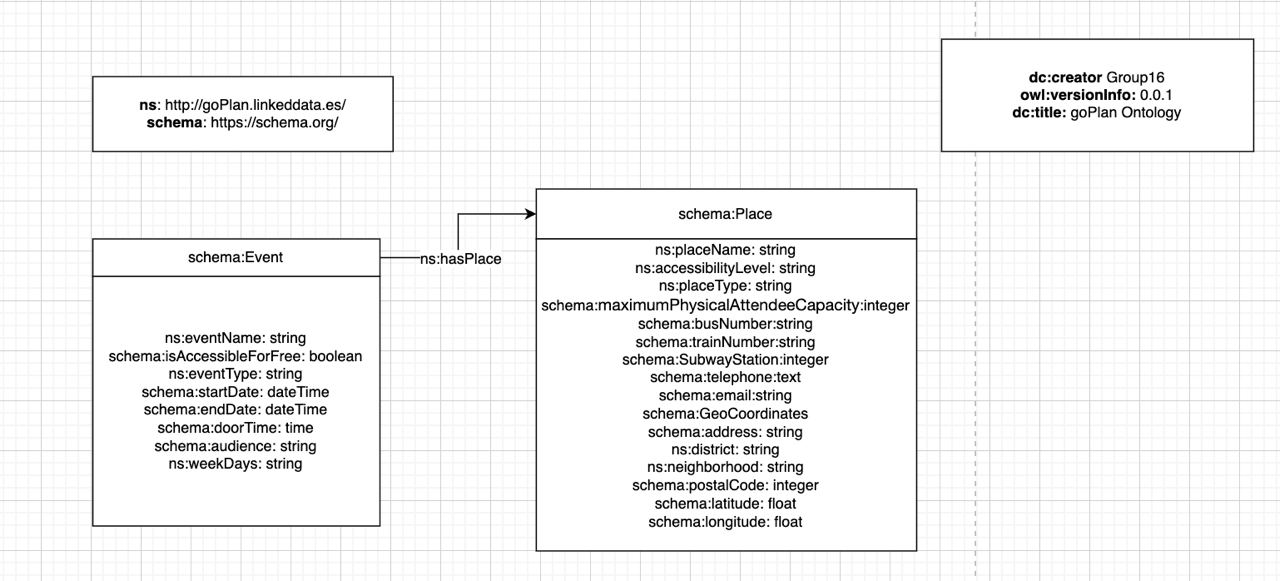 ns: http://goPlan.linkeddata.es/
schema: https://schema.org/
dc:creator Group16
owl:versionInfo: 0.0.1
dc:title: goPlan Ontology
schema:Event
ns:eventName: string
schema:isAccessibleForFree: boolean
ns:eventType: string
schema:startDate: dateTime
schema:endDate: dateTime
schema:doorTime: time
schema:audience: string
ns:weekDays: string
ns:hasPlace
schema:Place
ns:placeName: string
ns:accessibilityLevel: string
ns:placeType: string
schema:maximumPhysicalAttendeeCapacity:integer
schema:busNumber:string
schema:trainNumber:string
schema:SubwayStation:integer
schema:telephone:text
schema:email:string
schema:GeoCoordinates
schema:address: string
ns:district: string
ns:neighborhood: string
schema:postalCode: integer
schema:latitude: float
schema:longitude: float